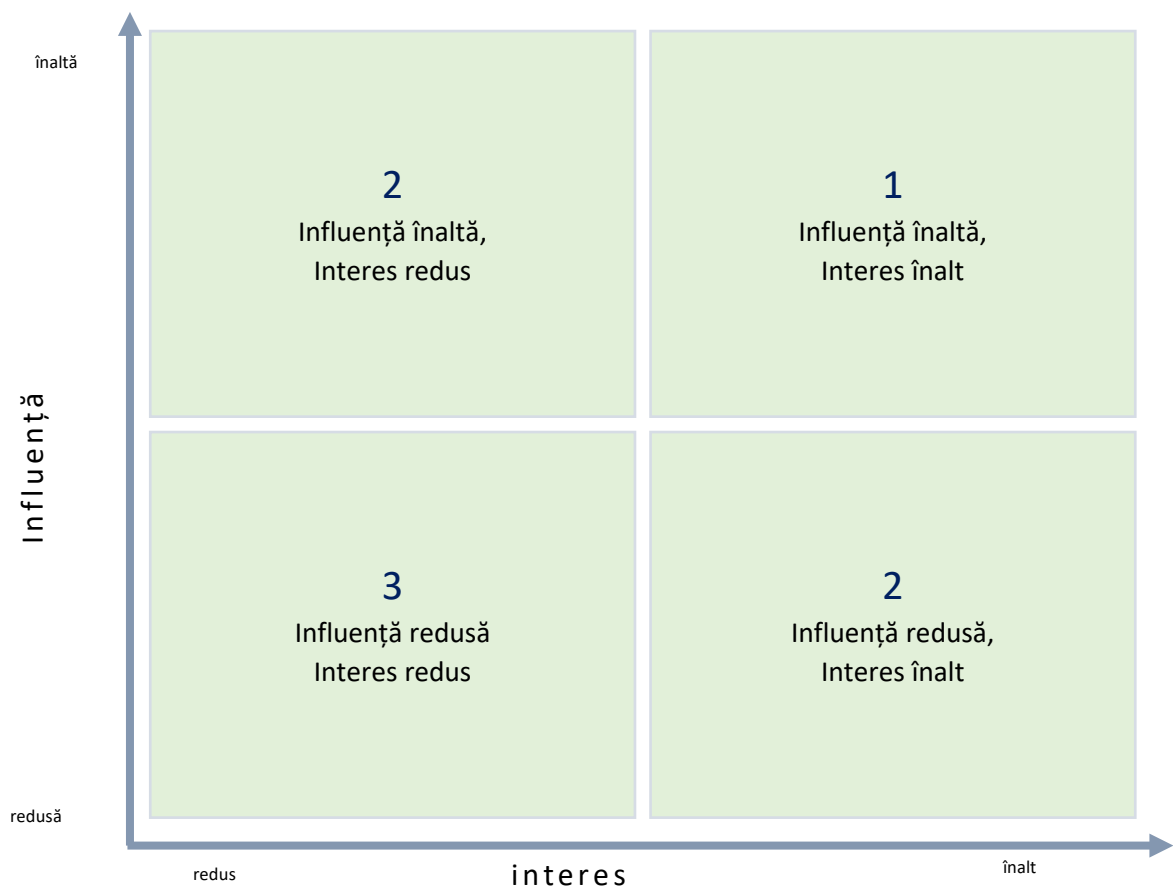 înaltă
2
Influență înaltă,
Interes redus
1
Influență înaltă,
Interes înalt
Influență
3
Influență redusă
Interes redus
2
Influență redusă,
Interes înalt
redusă
redus
interes
înalt